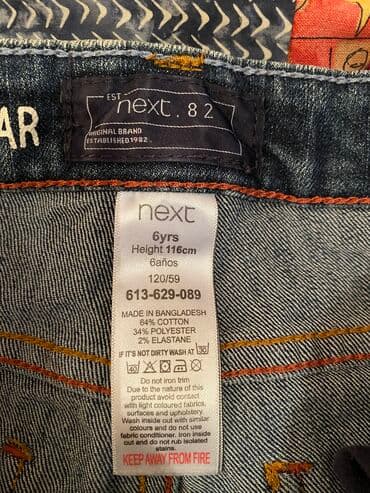 EST
next.82
ORIGINAL BRAND
ESTABLISHED 1982.
AR
next
6yrs
Height 116cm
6años
120/59
613-629-089
MADE IN BANGLADESH
64% COTTON
34% POLYESTER
2% ELASTANE
IF IT'S NOT DIRTY WASH AT 30
40
Do not iron trim
Due to the nature of this
product avoid contact
with light coloured fabrics,
surfaces and upholstery.
Wash inside out with similar
colours and do not use
fabric conditioner. Iron inside
out and do not rub isolated
stains.
KEEP AWAY FROM FIRE